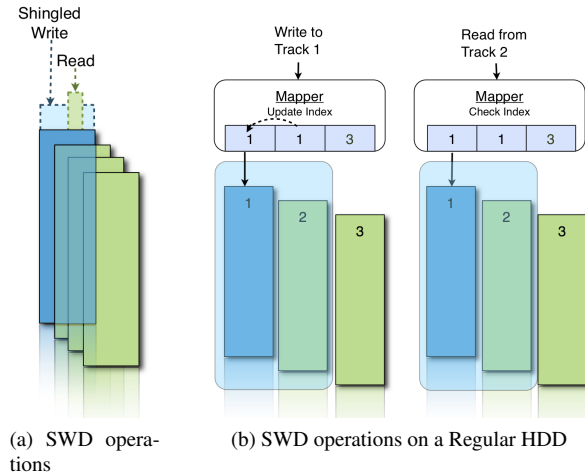 Shingled
Write
Read
(a) SWD opera-
tions
Write to
Track 1
Mapper
Update Index
1 1 3
1
2
3
Read from
Track 2
Mapper
Check Index
1 1 3
1
2
3
(b) SWD operations on a Regular HDD